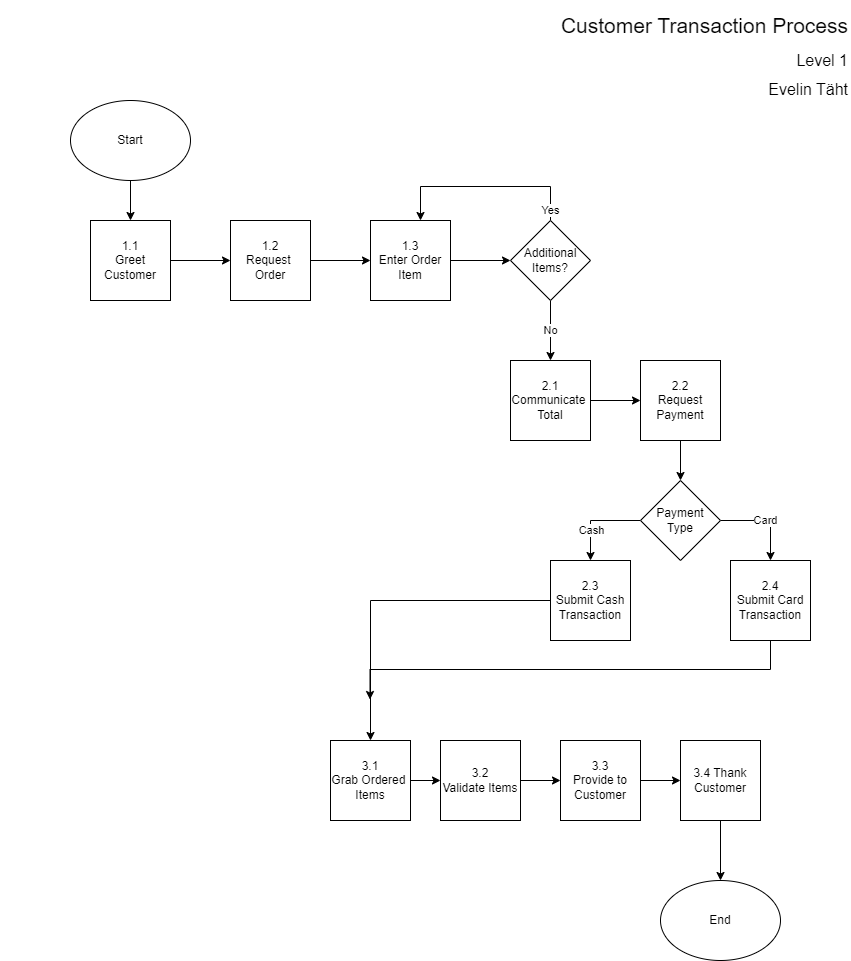 Customer Transaction Process
Level 1
Evelin Täht
Start
1.1
Greet
Customer
1.2
Request
Order
1.3
Enter Order
Item
Yes
Additional
Items?
No
2.1
Communicate
Total
2.2
Request
Payment
Payment
Type
Cash
Card
2.3
Submit Cash
Transaction
2.4
Submit Card
Transaction
3.1
Grab Ordered
Items
3.2
Validate Items
3.3
Provide to
Customer
3.4 Thank
Customer
End